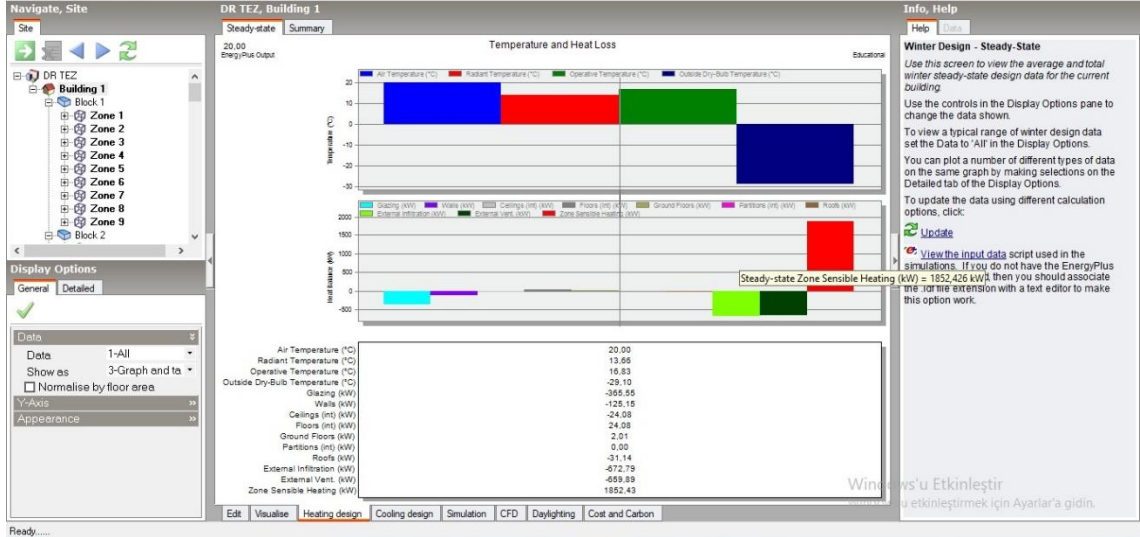 Navigate, Site
Site
DR TEZ
Building 1
Block 1
Zone 1
Zone 2
Zone 3
Zone 4
Zone 5
Zone 6
Zone 7
Zone 8
Zone 9
Block 2
Display Options
General Detailed
Data
Data 1-All
Show as 3-Graph and ta
Normalise by floor area
Y-Axis
Appearance
DR TEZ, Building 1
Steady-state Summary
20,00
EnergyPlus Output
Temperature and Heat Loss
Educational
Air Temperature (°C) Radiant Temperature (°C) Operative Temperature (°C) Outside Dry-Bulb Temperature (°C)
Temperature (°C)
20
10
0
-10
-20
-30
Glazing (kW) Walls (kW) Ceilings (int) (kW) Floors (int) (kW) Ground Floors (kW) Partitions (int) (kW) Roofs (kW)
External Infiltration (kW) External Vent. (kW) Zone Sensible Heating (kW)
Heat Balance (kW)
2000
1500
1000
500
0
-500
Steady-state Zone Sensible Heating (kW) = 1852,426 kW
Air Temperature (°C) 20,00
Radiant Temperature (°C) 13,66
Operative Temperature (°C) 16,83
Outside Dry-Bulb Temperature (°C) -29,10
Glazing (kW) -365,55
Walls (kW) -125,15
Ceilings (int) (kW) -24,08
Floors (int) (kW) 24,08
Ground Floors (kW) 2,01
Partitions (int) (kW) 0,00
Roofs (kW) -31,14
External Infiltration (kW) -672,79
External Vent. (kW) -659,89
Zone Sensible Heating (kW) 1852,43
Edit Visualise Heating design Cooling design Simulation CFD Daylighting Cost and Carbon
Info, Help
Help Data
Winter Design - Steady-State
Use this screen to view the average and total
winter steady-state design data for the current
building.
Use the controls in the Display Options pane to
change the data shown.
To view a typical range of winter design data
set the Data to 'All' in the Display Options.
You can plot a number of different types of data
on the same graph by making selections on the
Detailed tab of the Display Options.
To update the data using different calculation
options, click:
Update
View the input data script used in the
simulations. If you do not have the EnergyPlus
then you should associate
the .idf file extension with a text editor to make
this option work.
Windows'u Etkinleştir
etkinleştirmek için Ayarlar'a gidin.
Ready......